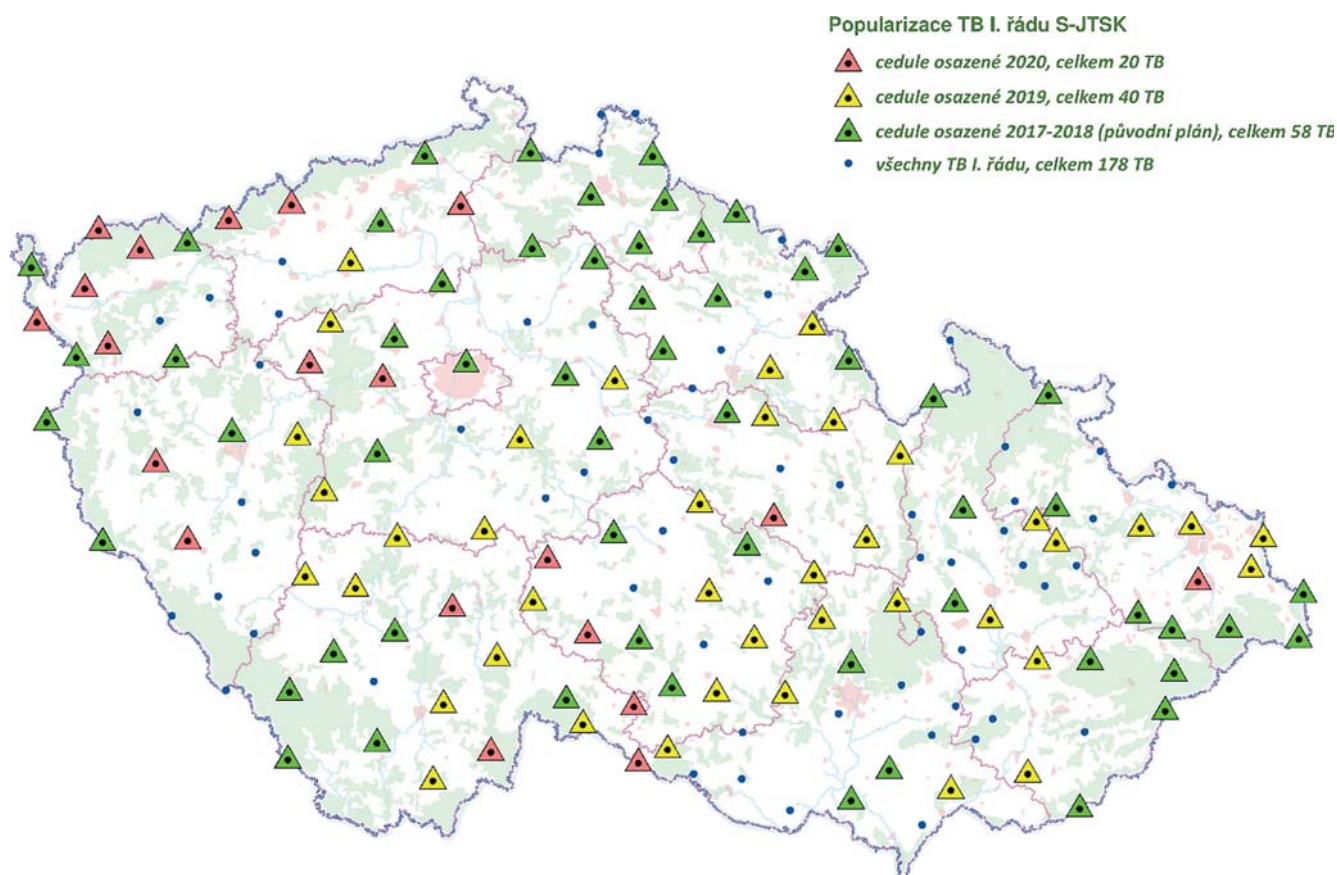 Popularizace TB I. řádu S-JTSK
cedule osazené 2020, celkem 20 TB
cedule osazené 2019, celkem 40 TB
cedule osazené 2017-2018 (původní plán), celkem 58 TB
všechny TB I. řádu, celkem 178 TB